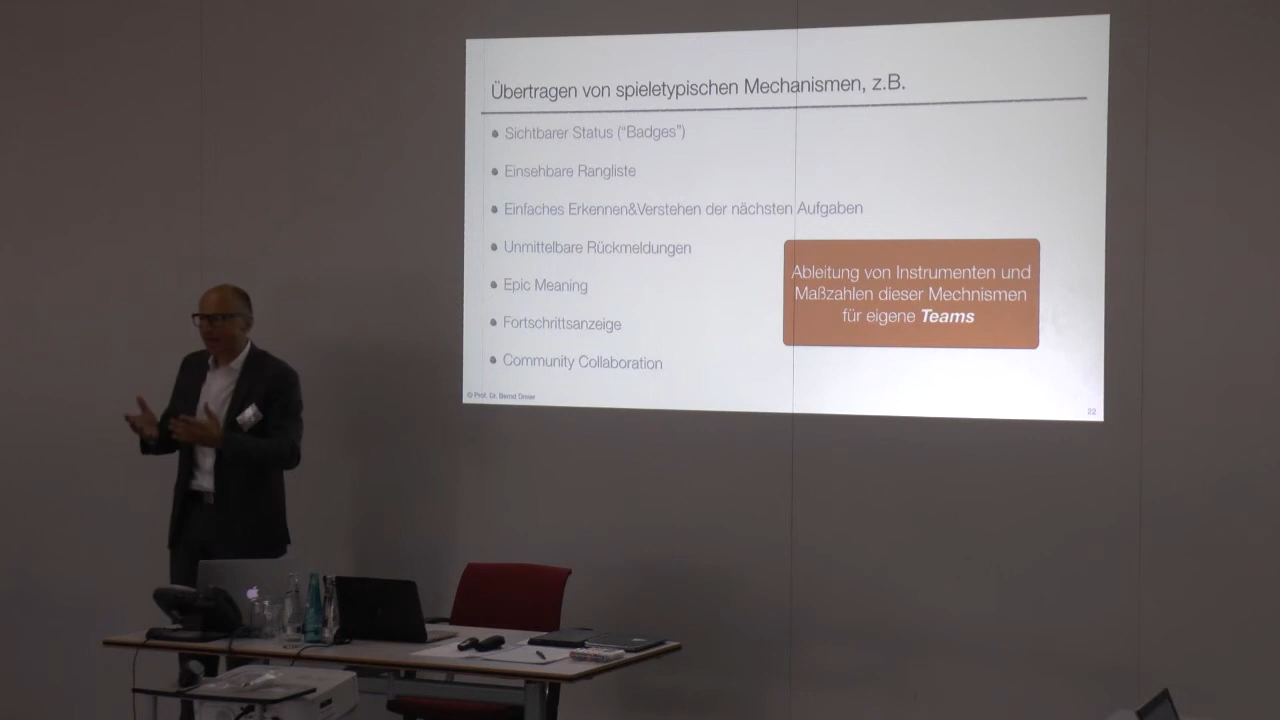 Übertragen von spieletypischen Mechanismen, z.B.
Sichtbarer Status (“Badges”)
Einsehbare Rangliste
Einfaches Erkennen&Verstehen der nächsten Aufgaben
Unmittelbare Rückmeldungen
Epic Meaning
Fortschrittsanzeige
Community Collaboration
Ableitung von Instrumenten und
Maßzahlen dieser Mechnismen
für eigene Teams
© Prof. Dr. Bernd Dreier
22